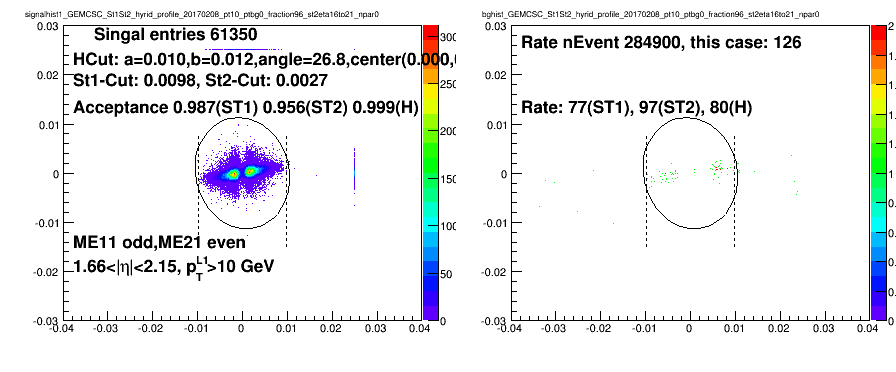 signalhist1_GEMCSC_St1St2_hyrid_profile_20170208_pt10_ptbg0_fraction96_st2eta16to21_npar0
Singal entries 61350
HCut: a=0.010,b=0.012,angle=26.8,center(0.000,0
St1-Cut: 0.0098, St2-Cut: 0.0027
Acceptance 0.987(ST1) 0.956(ST2) 0.999(H)
ME11 odd,ME21 even
1.66<|η|<2.15, p_T^L1>10 GeV
0.03
0.02
0.01
0
-0.01
-0.02
-0.03
-0.04 -0.03 -0.02 -0.01 0 0.01 0.02 0.03 0.04
300
250
200
150
100
50
0
bghist_GEMCSC_St1St2_hyrid_profile_20170208_pt10_ptbg0_fraction96_st2eta16to21_npar0
Rate nEvent 284900, this case: 126
Rate: 77(ST1), 97(ST2), 80(H)
0.03
0.02
0.01
0
-0.01
-0.02
-0.03
-0.04 -0.03 -0.02 -0.01 0 0.01 0.02 0.03 0.04